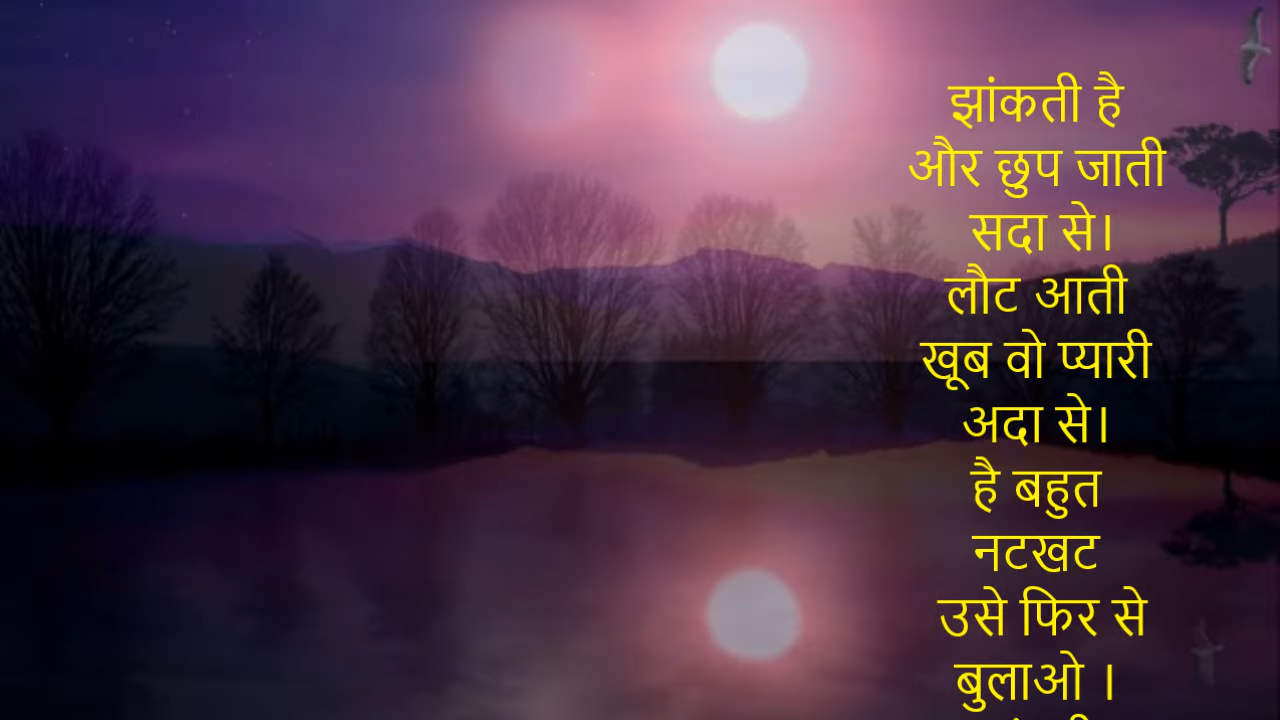 झांकती है
और छुप जाती
सदा से।
लौट आती
खूब वो प्यारी
अदा से।
है बहुत
नटखट
उसे फिर से
बुलाओ ।